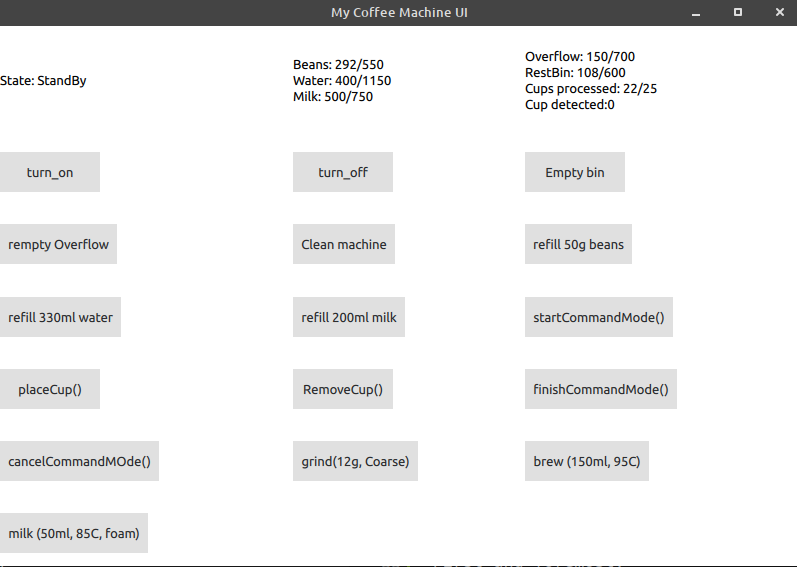 My Coffee Machine UI
State: StandBy
Beans: 292/550
Water: 400/1150
Milk: 500/750
Overflow: 150/700
RestBin: 108/600
Cups processed: 22/25
Cup detected:0
turn_on
turn_off
Empty bin
rempty Overflow
Clean machine
refill 50g beans
refill 330ml water
refill 200ml milk
startCommandMode()
placeCup()
RemoveCup()
finishCommandMode()
cancelCommandMOde()
grind(12g, Coarse)
brew (150ml, 95C)
milk (50ml, 85C, foam)